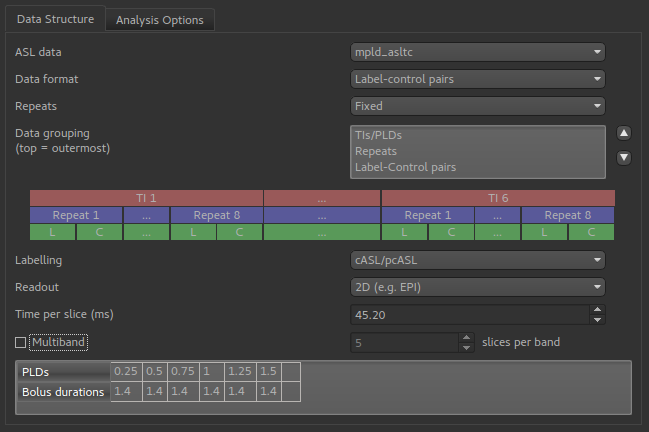 Data Structure Analysis Options
ASL data mpld_asltc
Data format Label-control pairs
Repeats Fixed
Data grouping
(top = outermost)
TIs/PLDs
Repeats
Label-Control pairs
TI 1 ... TI 6
Repeat 1 ... Repeat 8 ... Repeat 1 ... Repeat 8
L C ... L C ... L C ... L C
Labelling cASL/pcASL
Readout 2D (e.g. EPI)
Time per slice (ms) 45.20
Multiband 5 slices per band
PLDs 0.25 0.5 0.75 1 1.25 1.5
Bolus durations 1.4 1.4 1.4 1.4 1.4 1.4